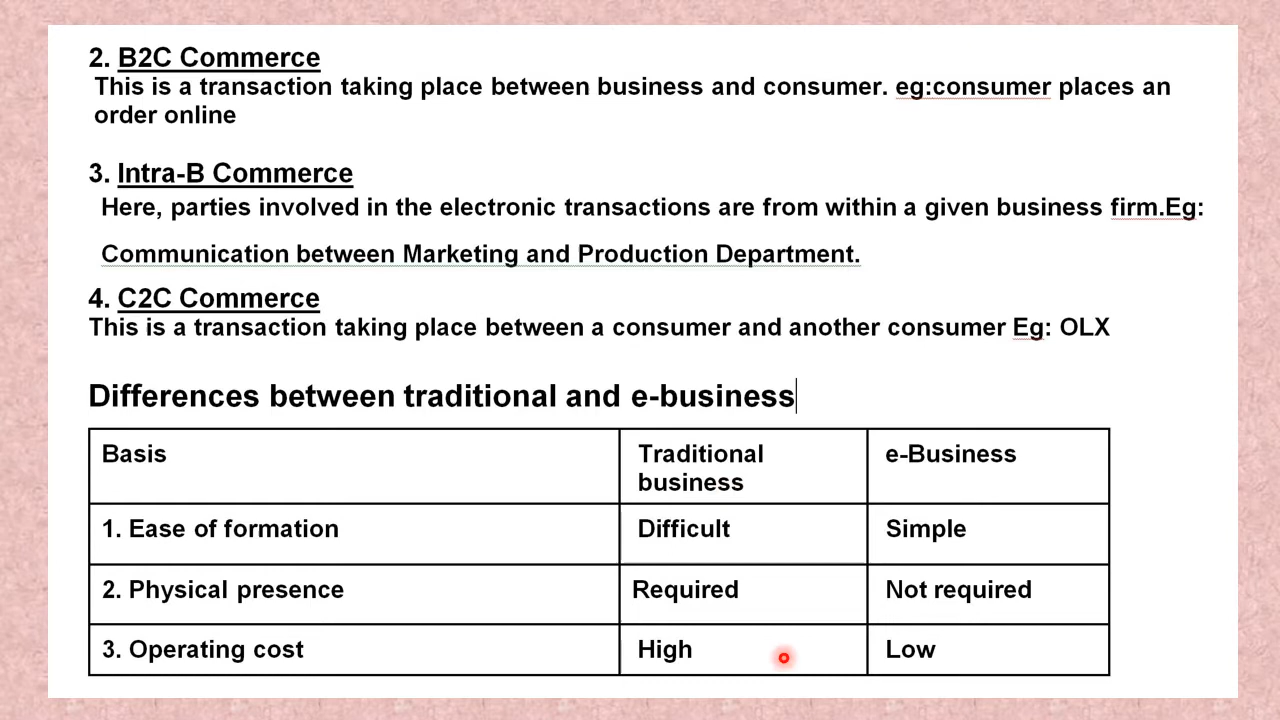 2. B2C Commerce
This is a transaction taking place between business and consumer. eg:consumer places an
order online
3. Intra-B Commerce
Here, parties involved in the electronic transactions are from within a given business firm.Eg:
Communication between Marketing and Production Department.
4. C2C Commerce
This is a transaction taking place between a consumer and another consumer Eg: OLX
Differences between traditional and e-business
Basis Traditional business e-Business
1. Ease of formation Difficult Simple
2. Physical presence Required Not required
3. Operating cost High Low